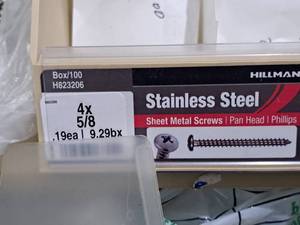 Box/100
H823206
HILLMAN
4x
5/8
.19ea | 9.29bx
Stainless Steel
Sheet Metal Screws | Pan Head | Phillips